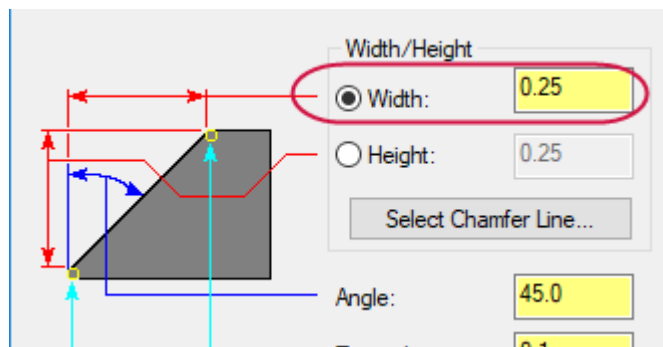 Width/Height
Width: 0.25
Height: 0.25
Select Chamfer Line...
Angle: 45.0